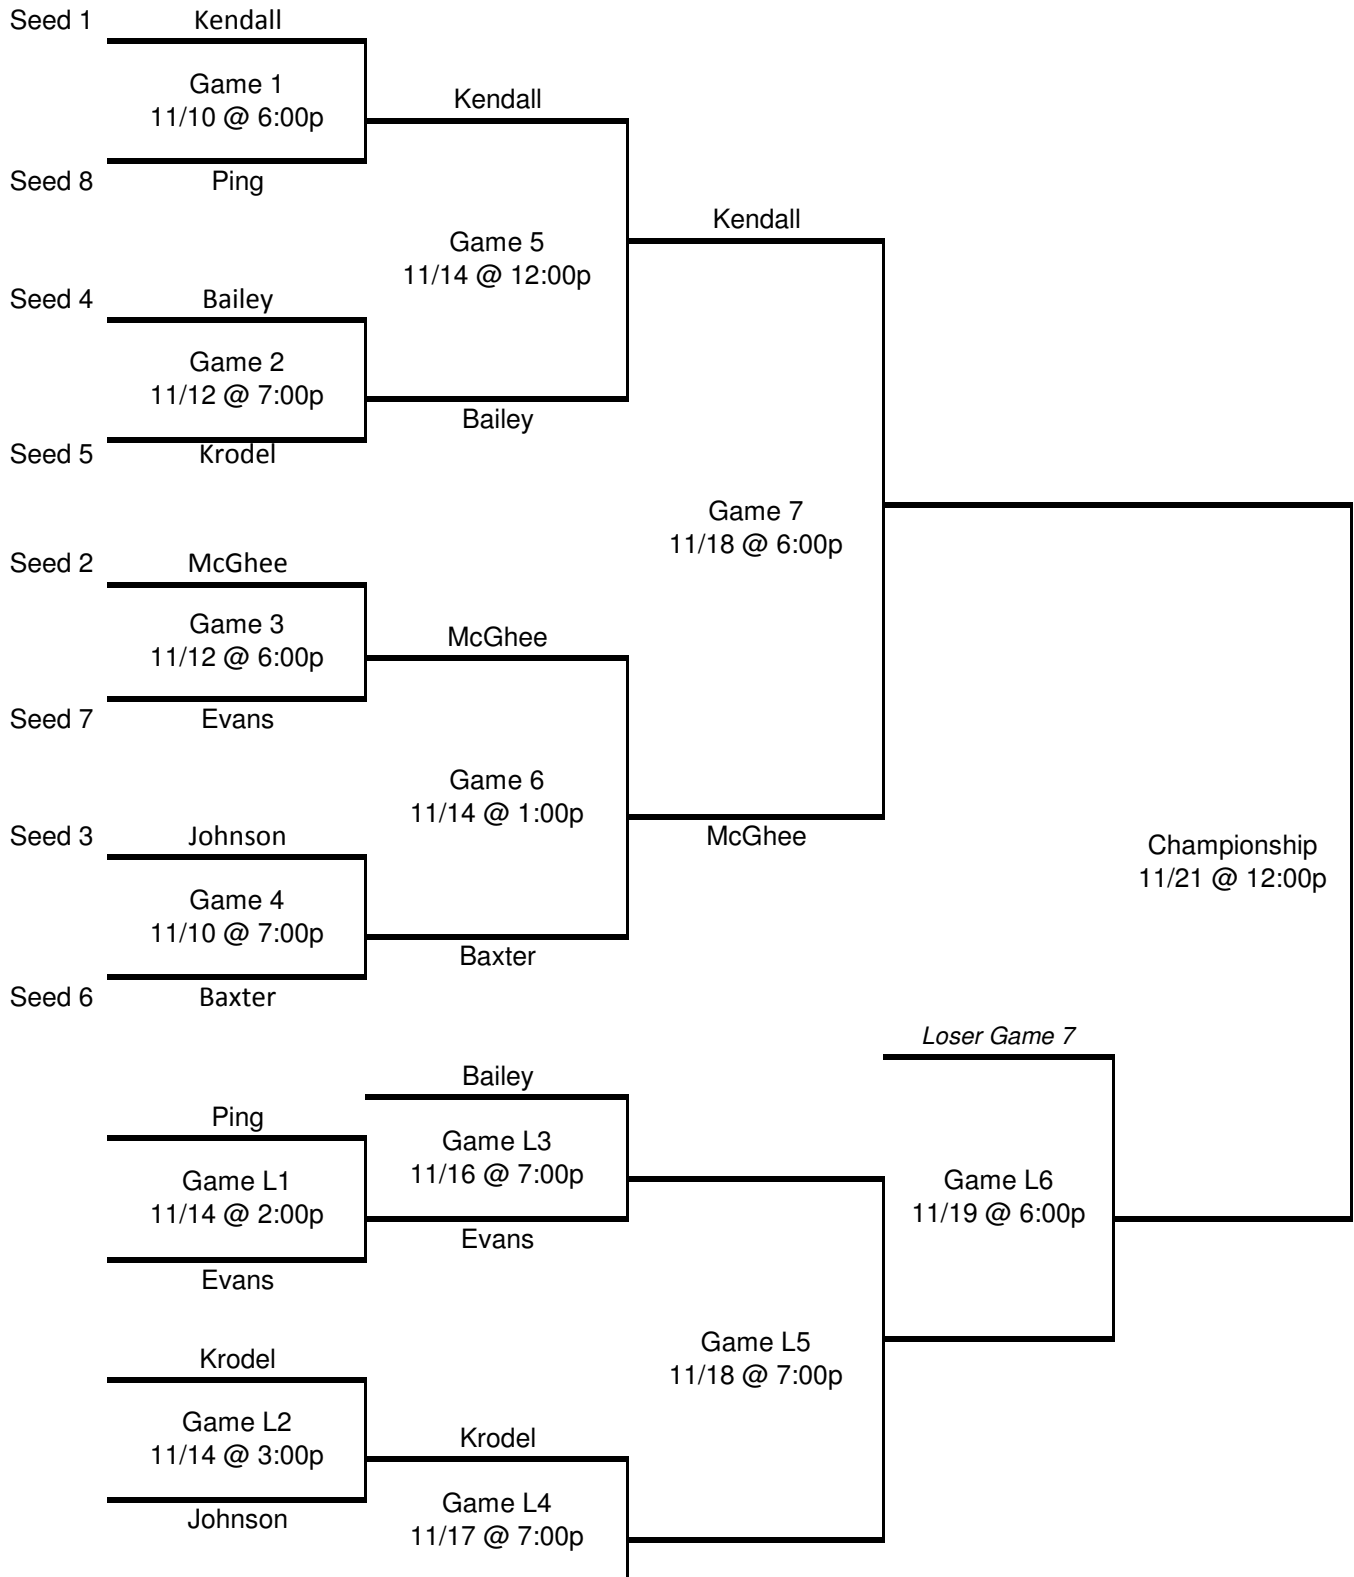 Seed 1
Kendall
Game 1
11/10 @ 6:00p
Kendall
Seed 8
Ping
Kendall
Game 5
11/14 @ 12:00p
Seed 4
Bailey
Game 2
11/12 @ 7:00p
Bailey
Seed 5
Krodel
Game 7
11/18 @ 6:00p
Seed 2
McGhee
Game 3
11/12 @ 6:00p
McGhee
Seed 7
Evans
Game 6
11/14 @ 1:00p
Seed 3
Johnson
McGhee
Championship
11/21 @ 12:00p
Game 4
11/10 @ 7:00p
Baxter
Seed 6
Baxter
Loser Game 7
Bailey
Ping
Game L3
11/16 @ 7:00p
Game L1
11/14 @ 2:00p
Game L6
11/19 @ 6:00p
Evans
Evans
Game L5
11/18 @ 7:00p
Krodel
Game L2
11/14 @ 3:00p
Krodel
Johnson
Game L4
11/17 @ 7:00p